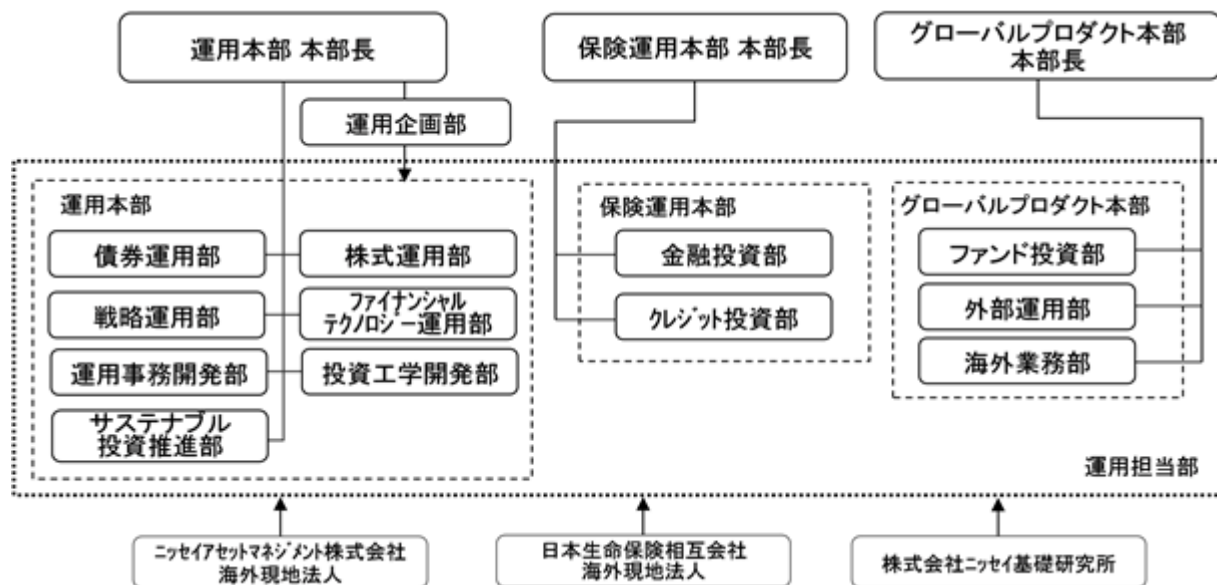 運用本部 本部長
保険運用本部 本部長
グローバルプロダクト本部
本部長
運用企画部
運用本部
債券運用部
株式運用部
戦略運用部
ファイナンシャル
テクノロジー運用部
運用事務開発部
投資工学開発部
サステナブル
投資推進部
保険運用本部
金融投資部
クレジット投資部
グローバルプロダクト本部
ファンド投資部
外部運用部
海外業務部
運用担当部
ニッセイアセットマネジメント株式会社
海外現地法人
日本生命保険相互会社
海外現地法人
株式会社ニッセイ基礎研究所